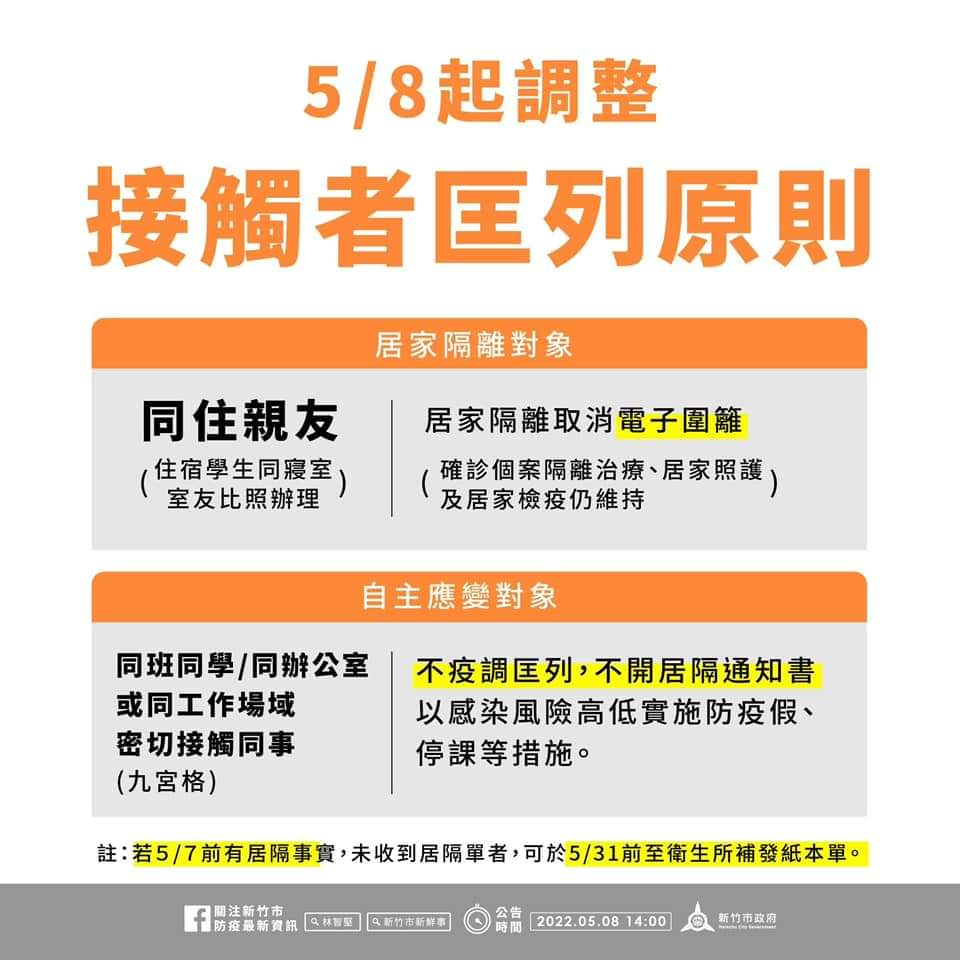 5/8起調整
接觸者匡列原則
居家隔離對象
同住親友
(住宿學生同寢室
室友比照辦理)
居家隔離取消電子圍籬
(確診個案隔離治療、居家照護
及居家檢疫仍維持)
自主應變對象
同班同學/同辦公室
或同工作場域
密切接觸同事
(九宮格)
不疫調匡列,不開居隔通知書
以感染風險高低實施防疫假、
停課等措施。
註:若5/7前有居隔事實,未收到居隔單者,可於5/31前至衛生所補發紙本單。
關注新竹市
防疫最新資訊
林智堅
新竹市新鮮事
公告
時間
2022.05.08 14:00
新竹市政府
Hsinchu City Government